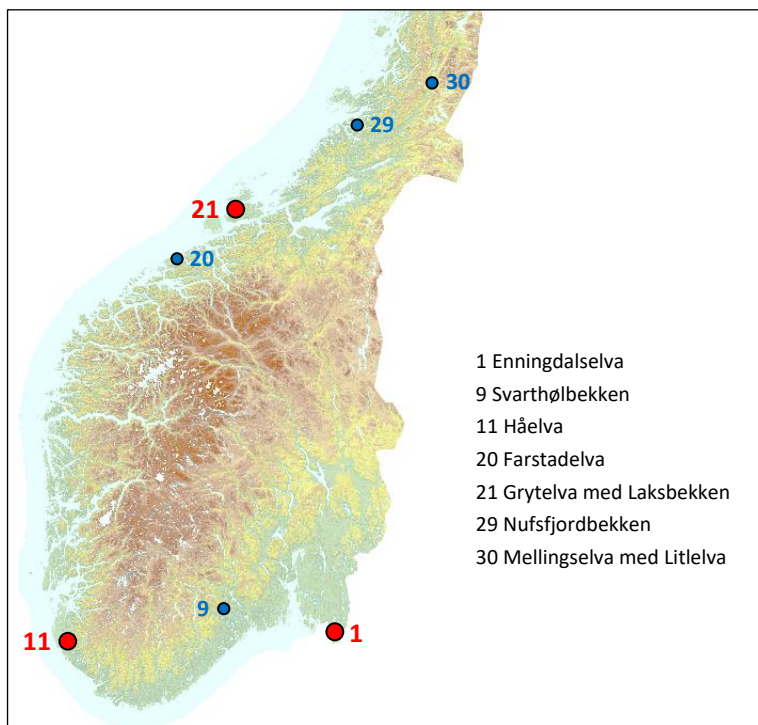 30
29
21
20
1 Enningdalselva
9 Svarthølbekken
11 Håelva
20 Farstadelva
21 Grytelva med Laksbekken
29 Nufsfjordbekken
30 Mellingselva med Litlelva
9
11
1